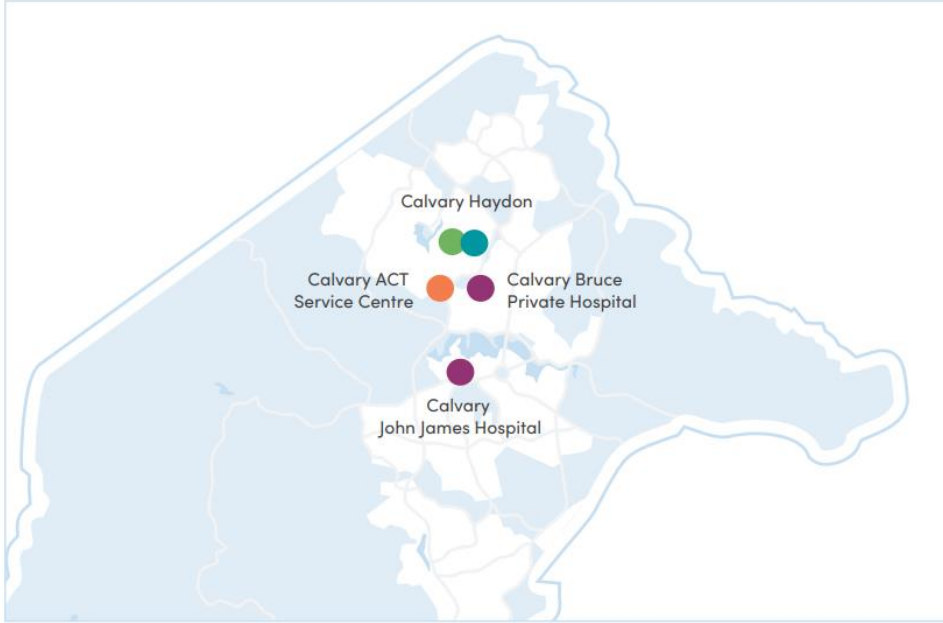 Calvary Haydon
Calvary ACT
Service Centre
Calvary Bruce
Private Hospital
Calvary
John James Hospital